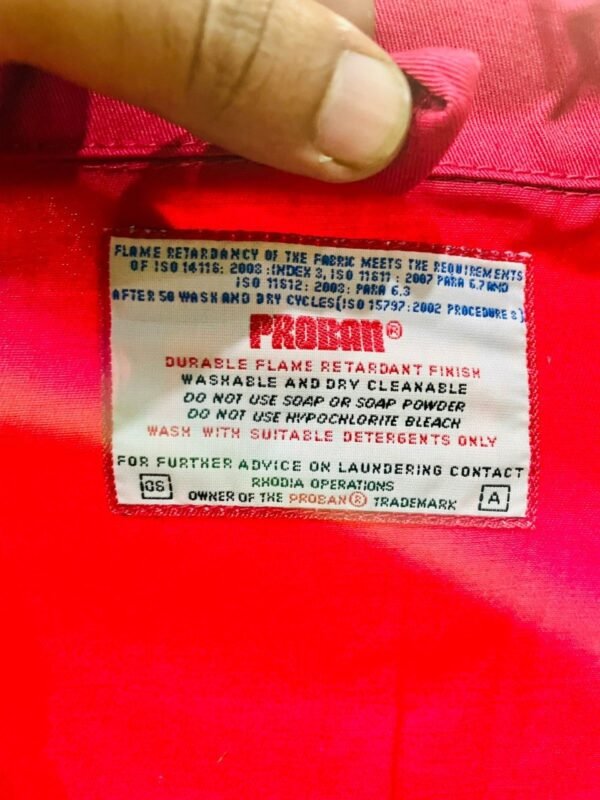 FLAME RETARDANCY OF THE FABRIC MEETS THE REQUIREMENTS
OF ISO 14116: 2008 :INDEX 3, ISO 11611 : 2007 PARA 6.7 AND
ISO 11612: 2008: PARA 6.3
AFTER 50 WASH AND DRY CYCLES(ISO 15797:2002 PROCEDURE 8)
PROBAN®
DURABLE FLAME RETARDANT FINISH
WASHABLE AND DRY CLEANABLE
DO NOT USE SOAP OR SOAP POWDER
DO NOT USE HYPOCHLORITE BLEACH
WASH WITH SUITABLE DETERGENTS ONLY
FOR FURTHER ADVICE ON LAUNDERING CONTACT
RHODIA OPERATIONS
OWNER OF THE PROBAN® TRADEMARK
GS
A